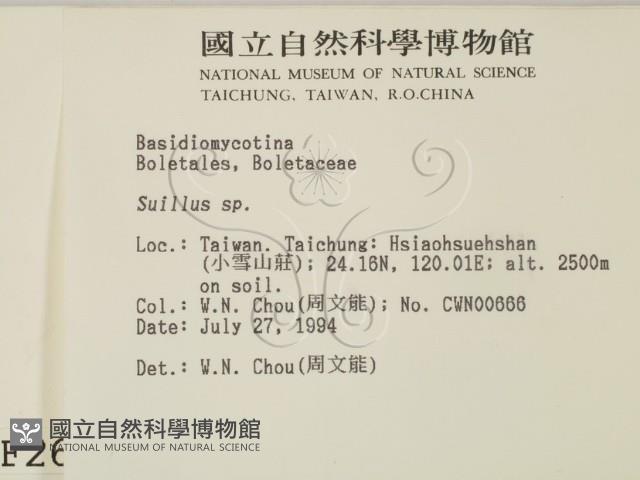 國立自然科學博物館
NATIONAL MUSEUM OF NATURAL SCIENCE
TAICHUNG, TAIWAN, R.O.CHINA
Basidiomycotina
Boletales, Boletaceae
Suillus sp.
Loc.: Taiwan. Taichung: Hsiaohsuehshan
(小雪山莊); 24.16N, 120.01E; alt. 2500m
on soil.
Col.: W.N. Chou(周文能); No. CWN00666
Date: July 27, 1994
Det.: W.N. Chou(周文能)
國立自然科學博物館
NATIONAL MUSEUM OF NATURAL SCIENCE